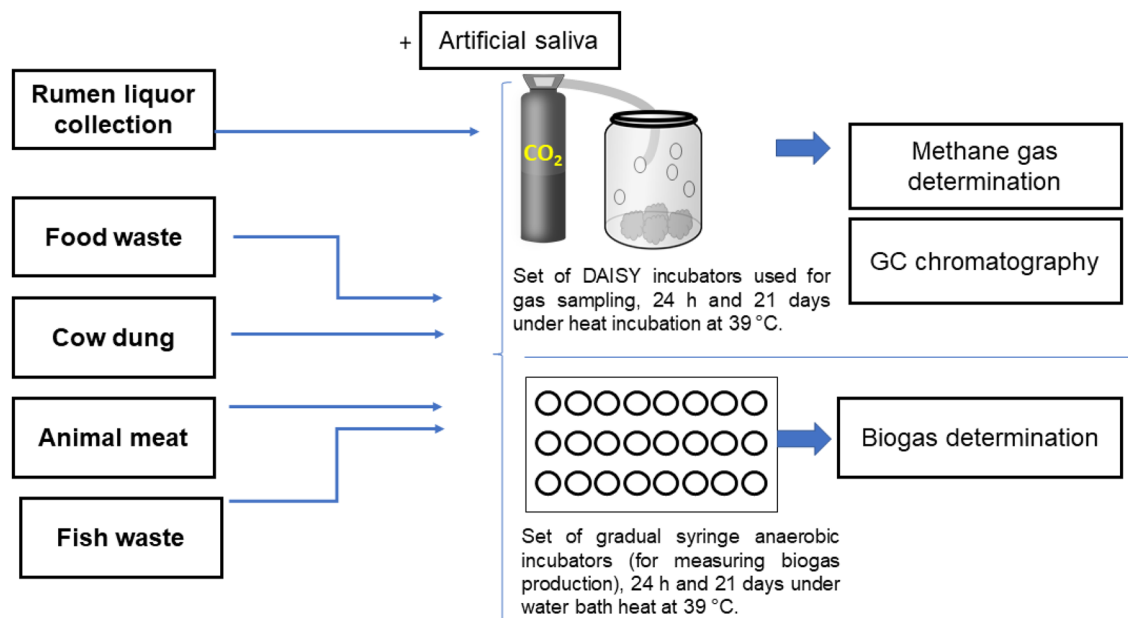 + Artificial saliva
Rumen liquor
collection
Food waste
Cow dung
Animal meat
Fish waste
CO₂
Set of DAISY incubators used for
gas sampling, 24 h and 21 days
under heat incubation at 39 °C.
Methane gas
determination
GC chromatography
Set of gradual syringe anaerobic
incubators (for measuring biogas
production), 24 h and 21 days under
water bath heat at 39 °C.
Biogas determination